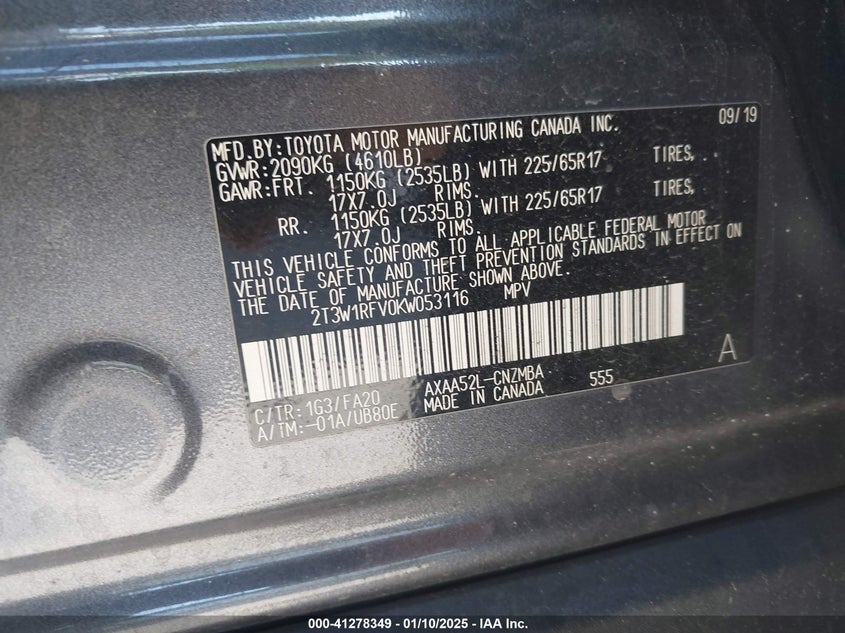 09/19
MFD.BY:TOYOTA MOTOR MANUFACTURING CANADA INC.
GVWR:2090KG (4610LB)
GAWR:FRT. 1150KG (2535LB) WITH 225/65R17 TIRES,
17X7.0J RIMS.
RR. 1150KG (2535LB) WITH 225/65R17 TIRES,
17X7.0J RIMS.
THIS VEHICLE CONFORMS TO ALL APPLICABLE FEDERAL MOTOR
VEHICLE SAFETY AND THEFT PREVENTION STANDARDS IN EFFECT ON
THE DATE OF MANUFACTURE SHOWN ABOVE.
2T3W1RFV0KW053116 MPV
A
C/TR:1G3/FA20 AXAA52L-CNZMBA 555
A/TM:-01A/UB80E MADE IN CANADA
000-41278349 - 01/10/2025 - IAA Inc.